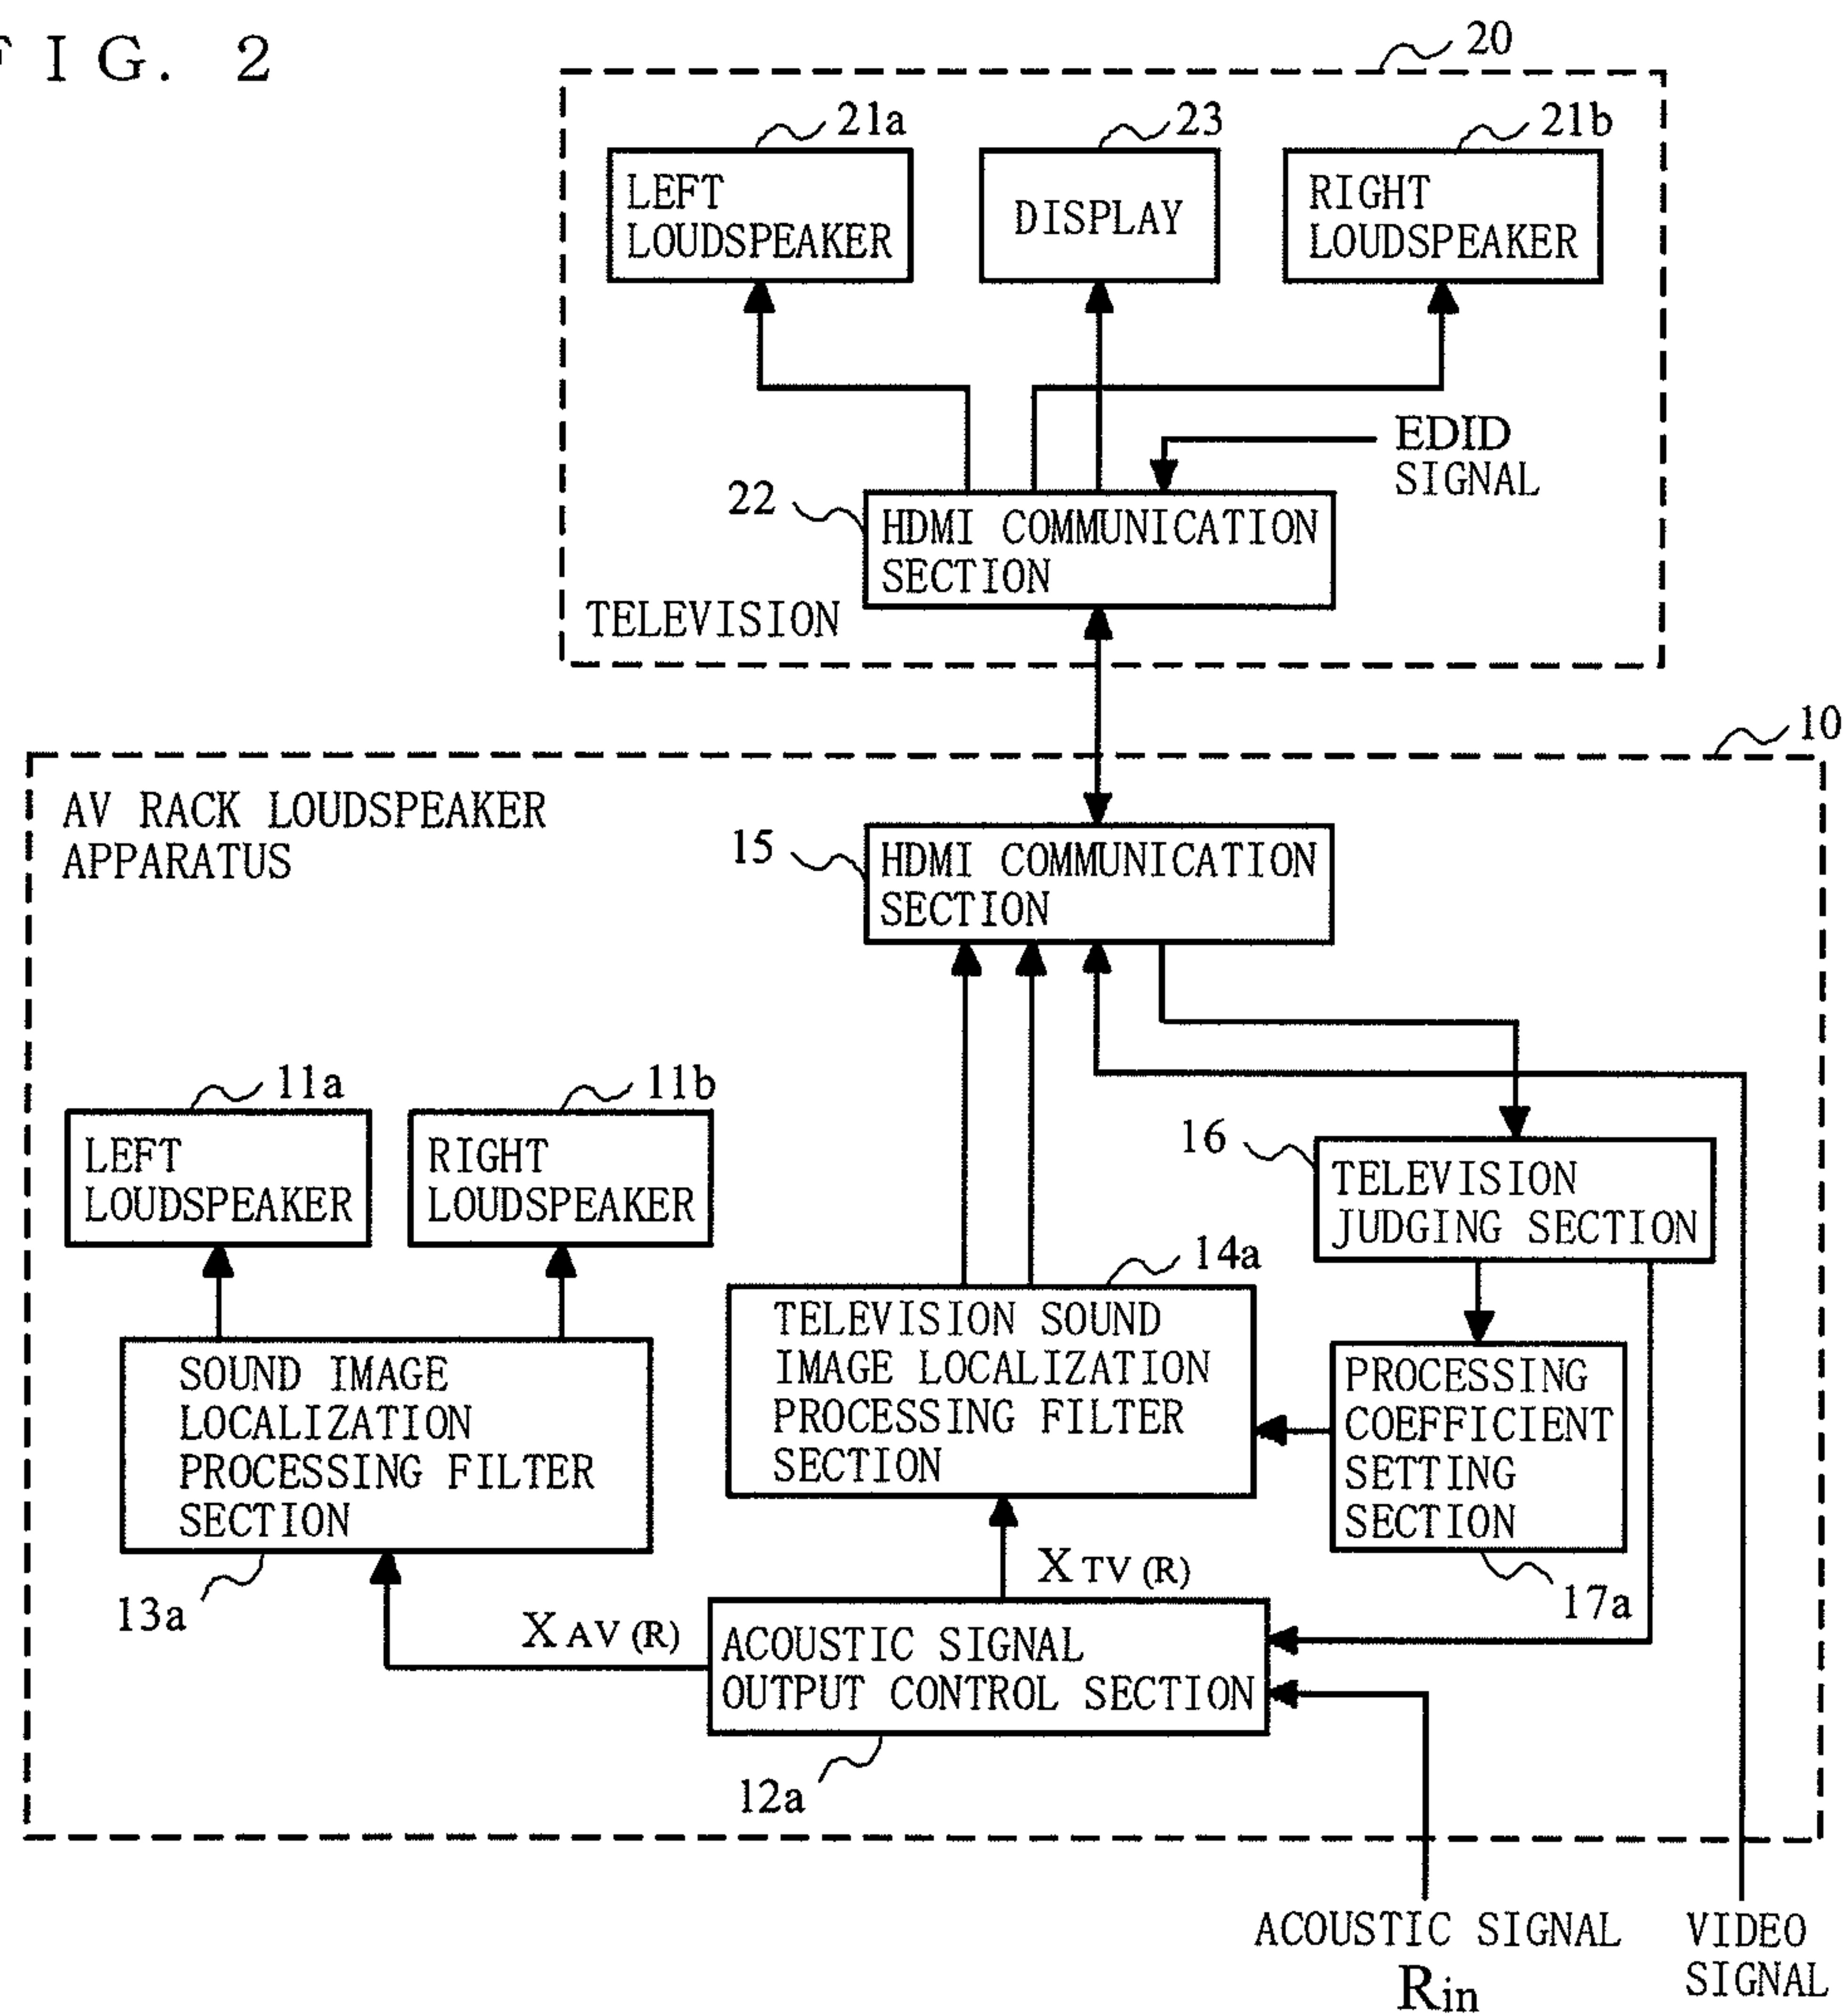 F I G. 2
20
21a
23
21b
LEFT
LOUDSPEAKER
DISPLAY
RIGHT
LOUDSPEAKER
EDID
SIGNAL
22
HDMI COMMUNICATION
SECTION
TELEVISION
10
AV RACK LOUDSPEAKER
APPARATUS
15
HDMI COMMUNICATION
SECTION
11a
11b
LEFT
LOUDSPEAKER
RIGHT
LOUDSPEAKER
16
TELEVISION
JUDGING SECTION
14a
TELEVISION SOUND
IMAGE LOCALIZATION
PROCESSING FILTER
SECTION
SOUND IMAGE
LOCALIZATION
PROCESSING FILTER
SECTION
PROCESSING
COEFFICIENT
SETTING
SECTION
13a
X TV (R)
17a
X AV (R)
ACOUSTIC SIGNAL
OUTPUT CONTROL SECTION
12a
ACOUSTIC SIGNAL
Rin
VIDEO
SIGNAL